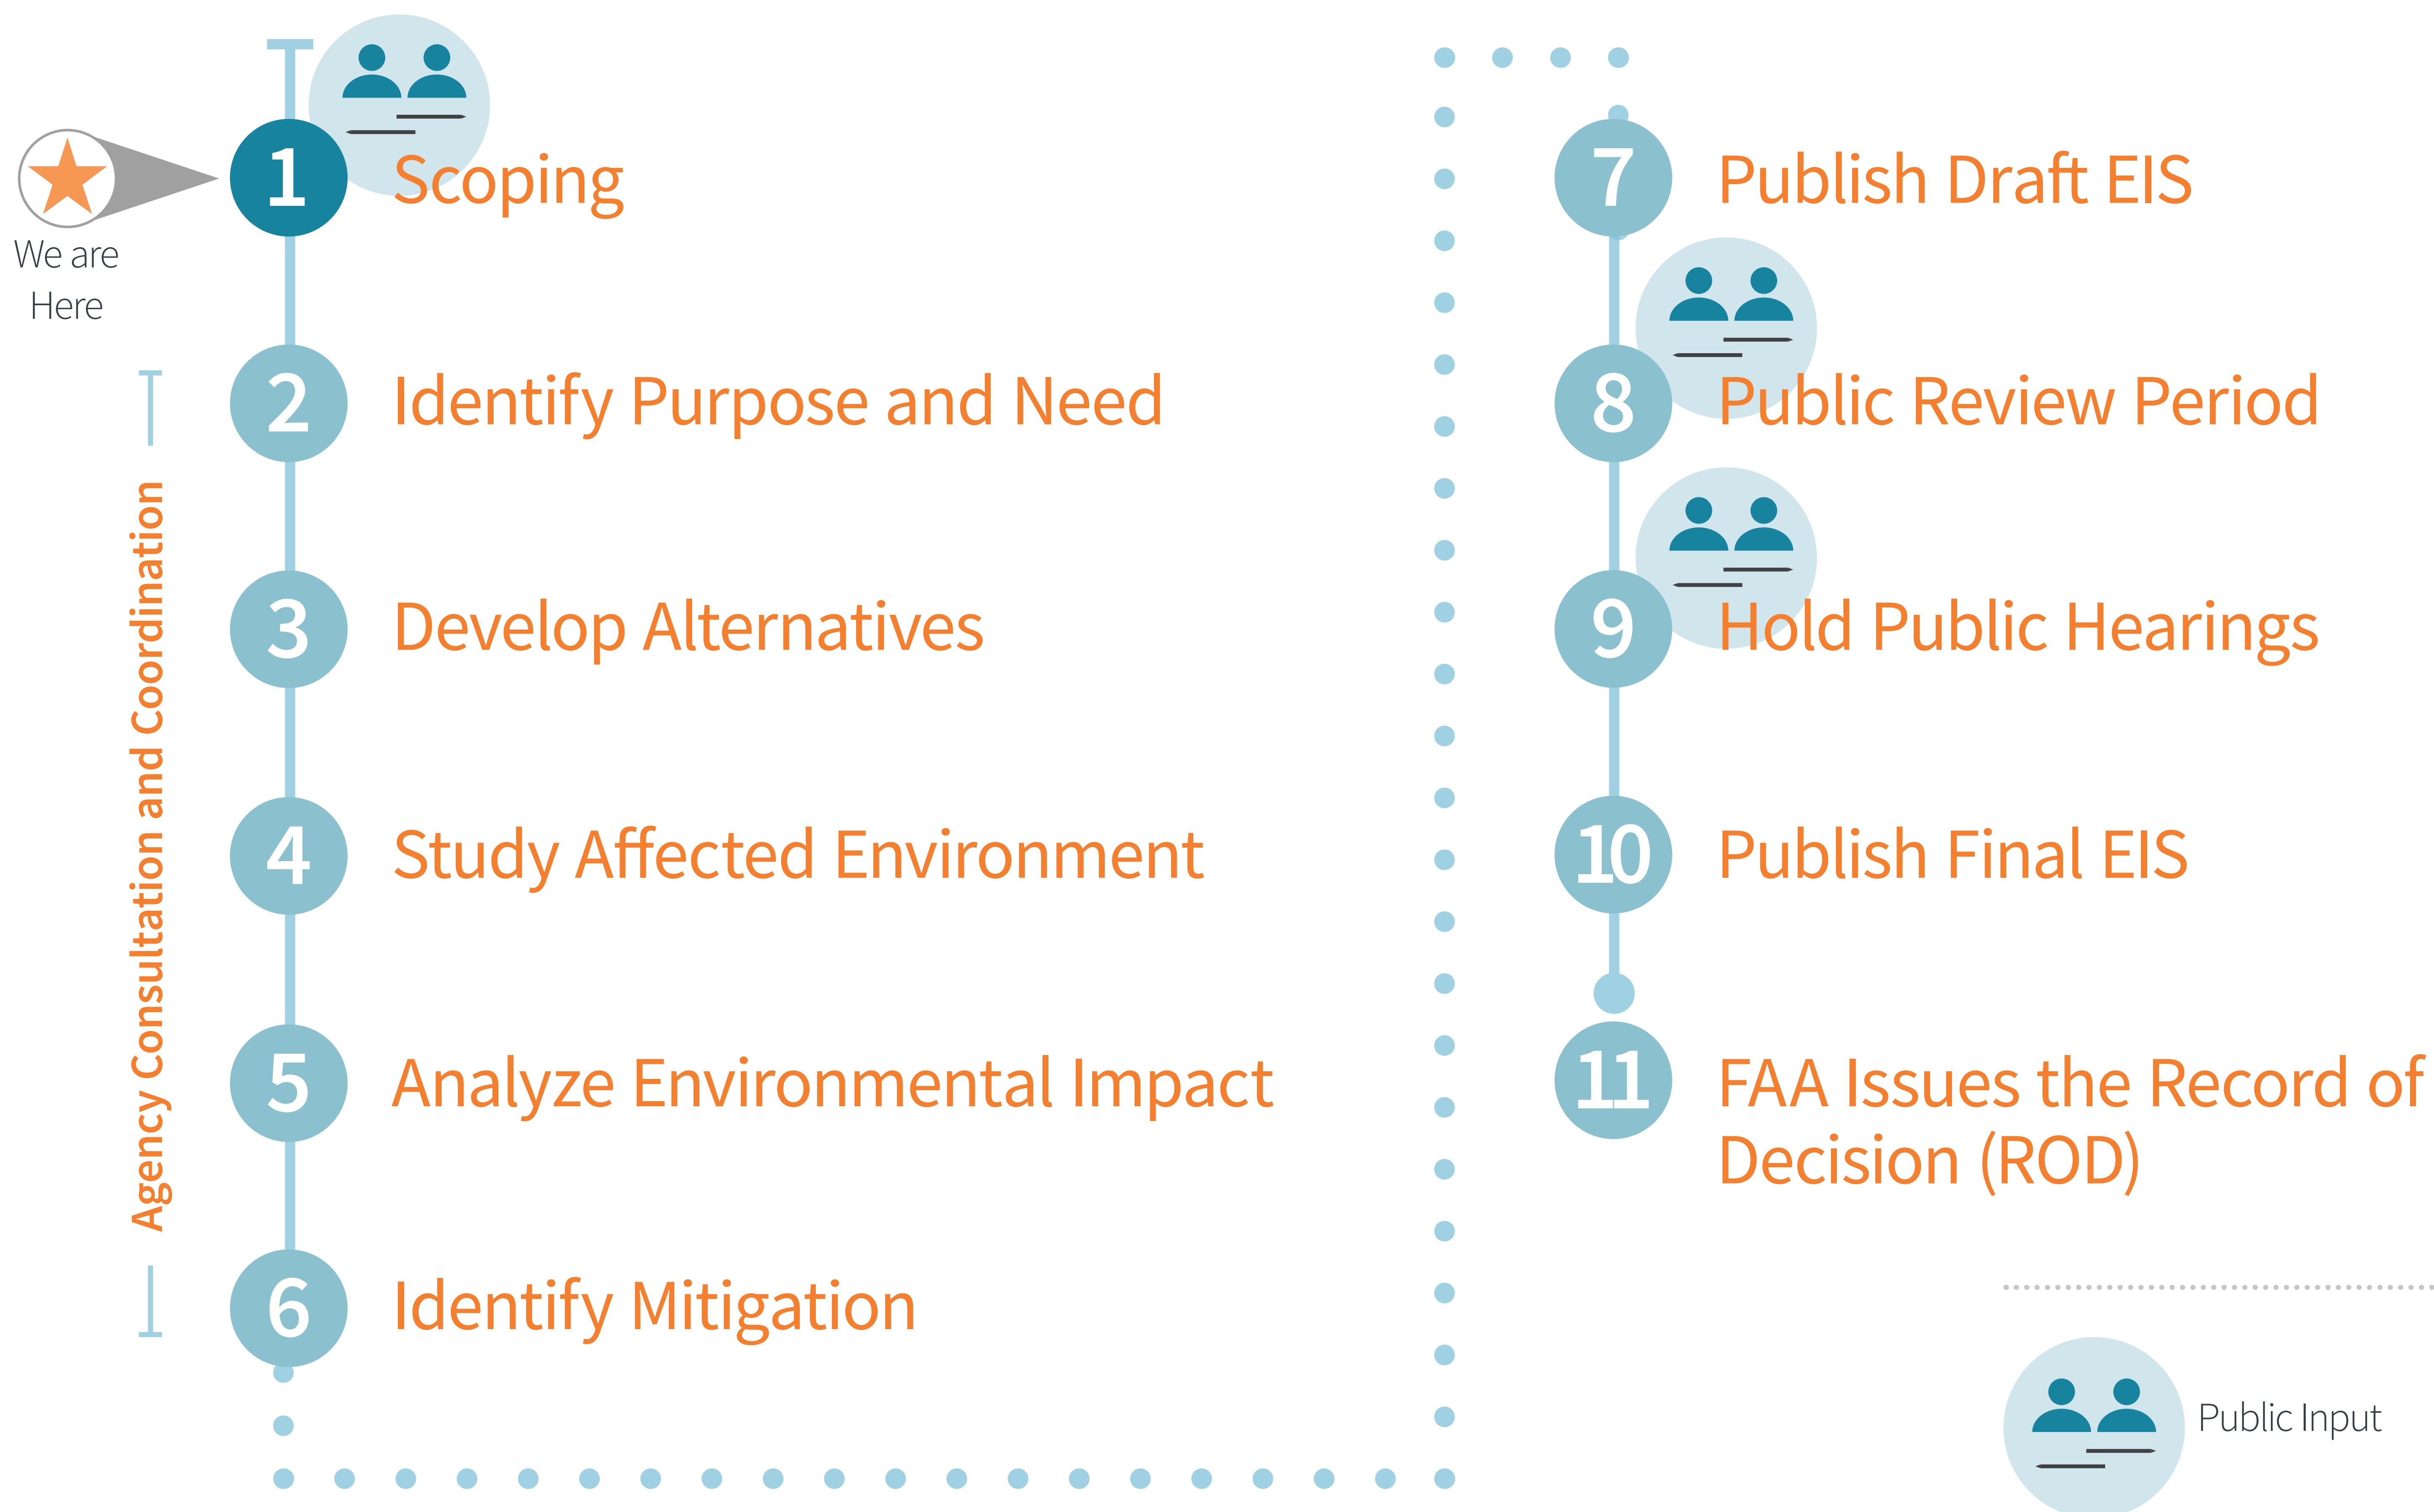 We are
Here
Agency Consultation and Coordination
1
Scoping
2
Identify Purpose and Need
3
Develop Alternatives
4
Study Affected Environment
5
Analyze Environmental Impact
6
Identify Mitigation
7
Publish Draft EIS
8
Public Review Period
9
Hold Public Hearings
10
Publish Final EIS
11
FAA Issues the Record of
Decision (ROD)
Public Input